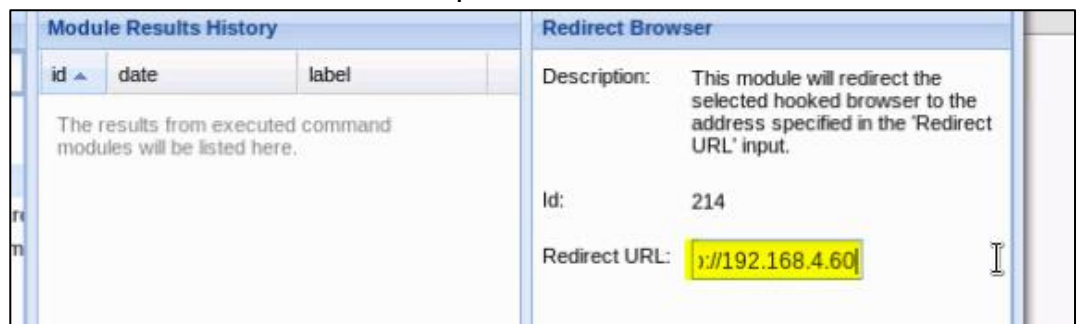 Module Results History
id date label
The results from executed command
modules will be listed here.
Redirect Browser
Description: This module will redirect the
selected hooked browser to the
address specified in the 'Redirect
URL' input.
Id: 214
Redirect URL: ://192.168.4.60